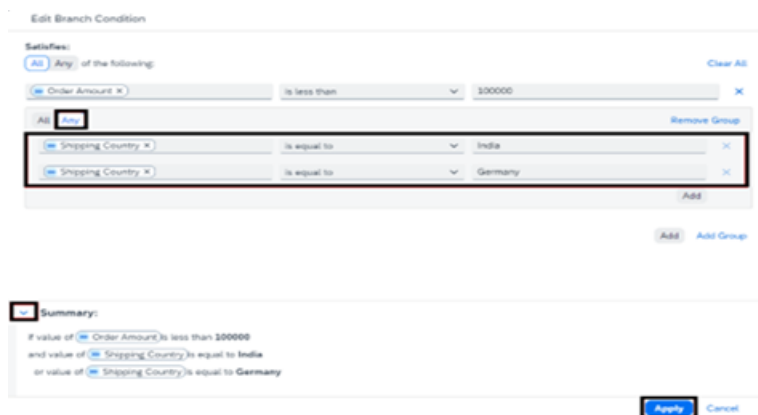 Edit Branch Condition
Satisfies:
All Any of the following: Clear All
Order Amount × is less than 100000 ×
All Any Remove Group
Shipping Country × is equal to India ×
Shipping Country × is equal to Germany ×
Add
Add Add Group
Summary:
If value of Order Amount is less than 100000
and value of Shipping Country is equal to India
or value of Shipping Country is equal to Germany
Apply Cancel